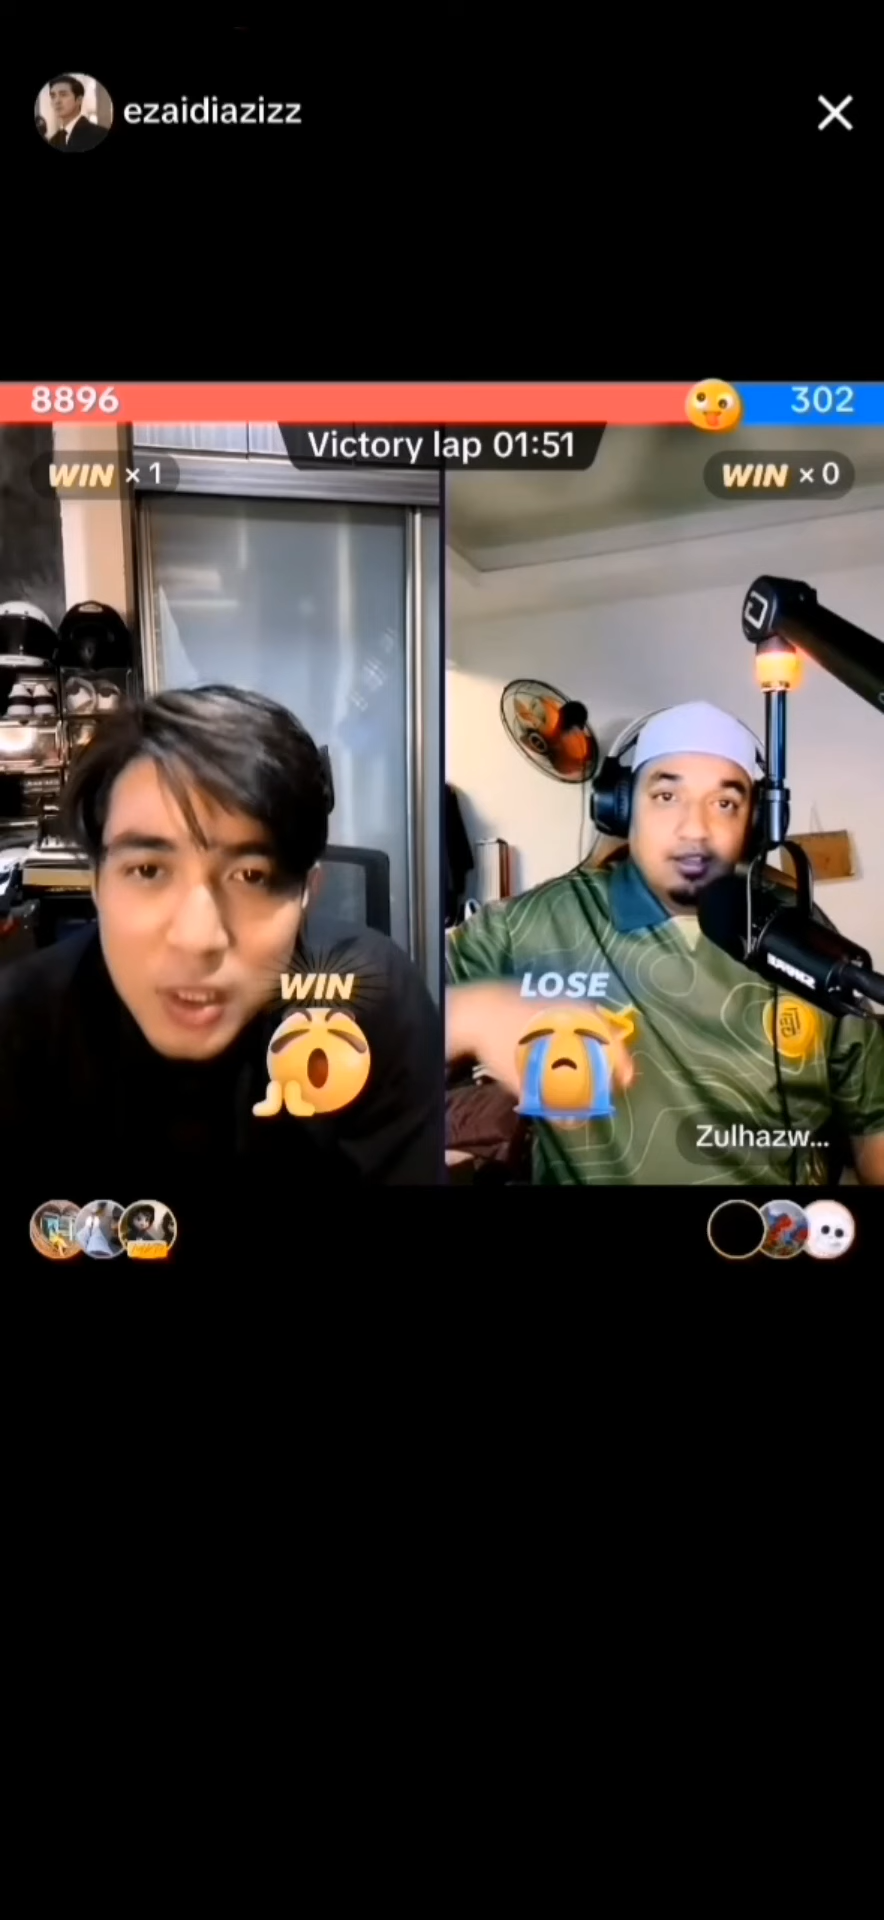 ezaidiazizz
8896
302
Victory lap 01:51
WIN × 1
WIN × 0
WIN
LOSE
Zulhazw...